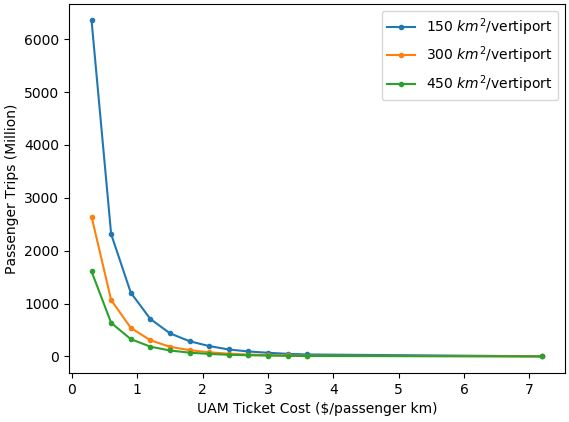 150 km²/vertiport
300 km²/vertiport
450 km²/vertiport
Passenger Trips (Million)
6000
5000
4000
3000
2000
1000
0
0 1 2 3 4 5 6 7
UAM Ticket Cost ($/passenger km)